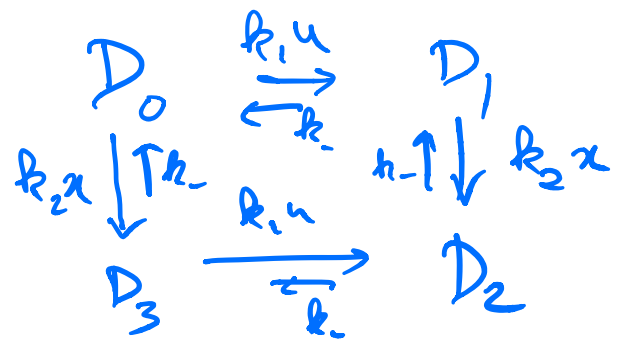 k₁u
D₀ ⇌ D₁
k₋
k₂x ↓ ↑ k₋ k₋ ↑ ↓ k₂x
k₁u
D₃ ⇌ D₂
k₋